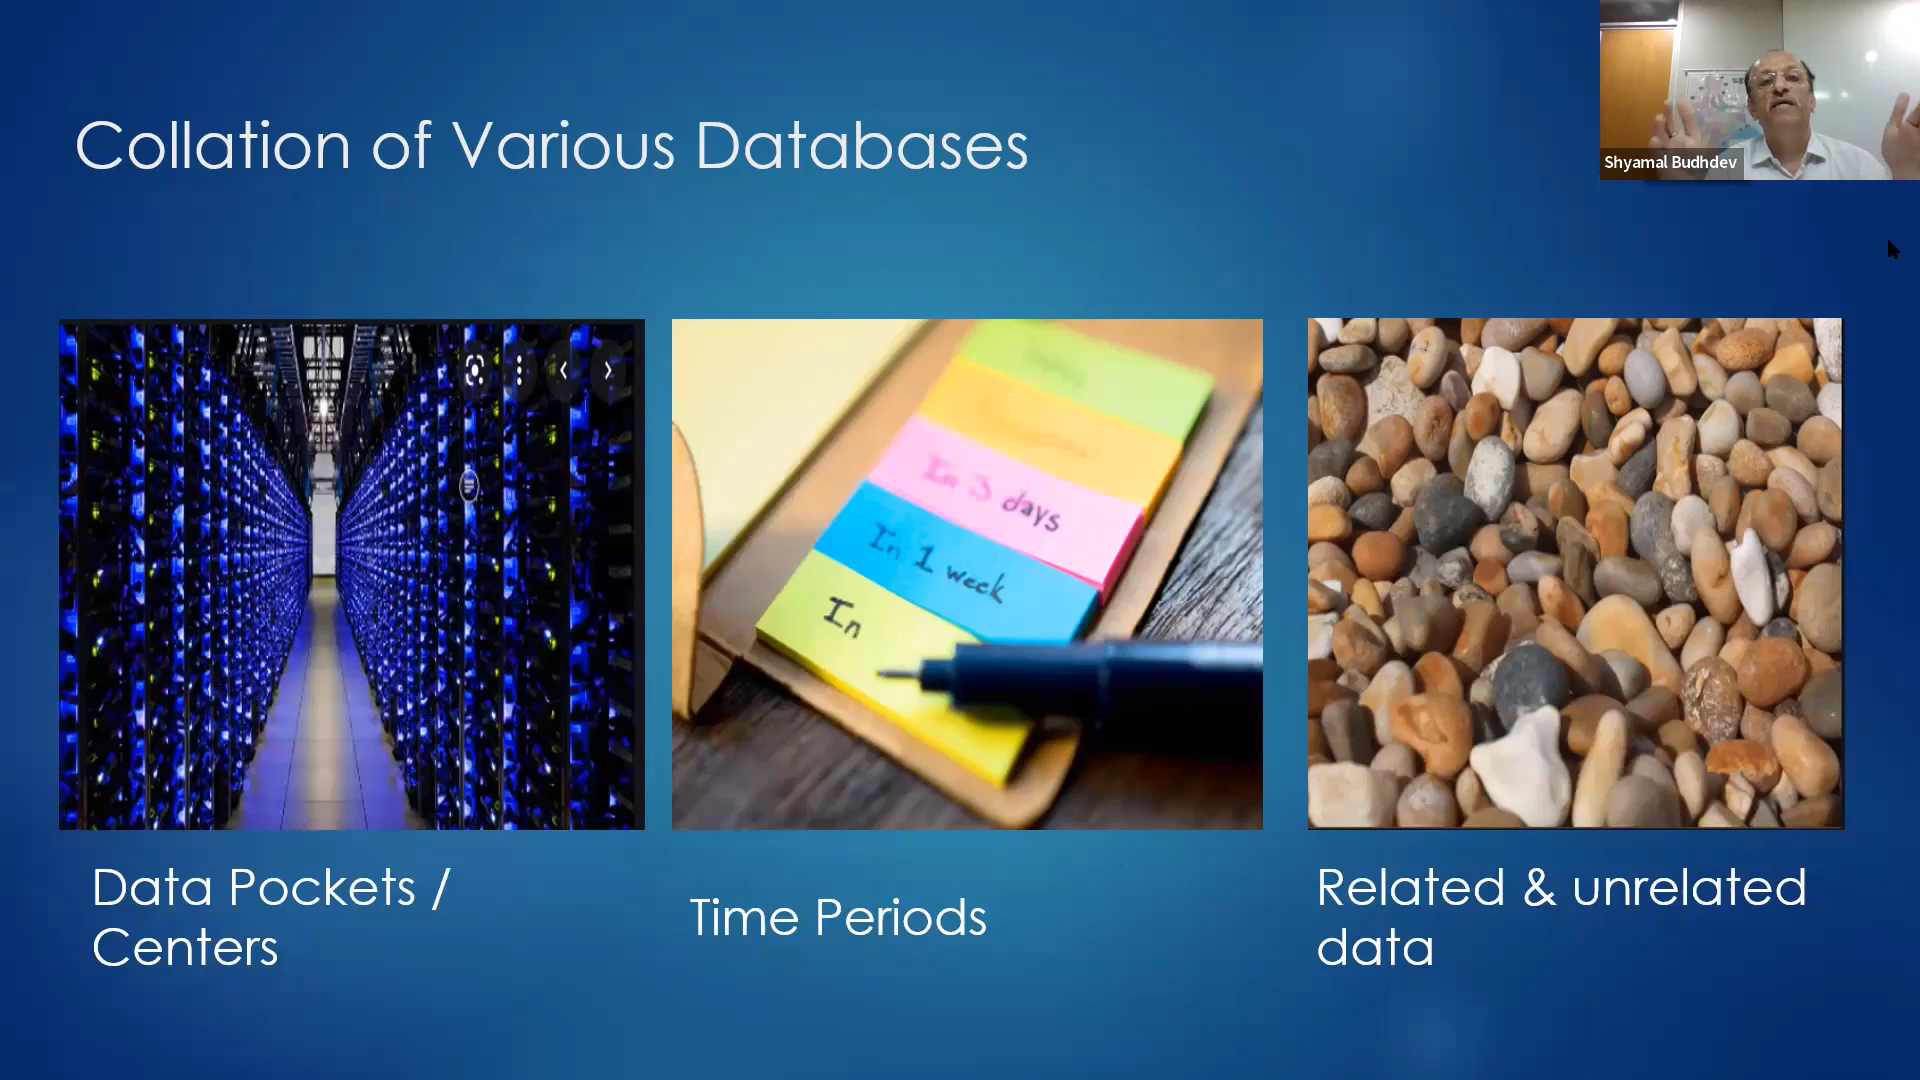 Collation of Various Databases
Shyamal Budhdev
In 3 days
In 1 week
In
Data Pockets /
Centers
Time Periods
Related & unrelated
data